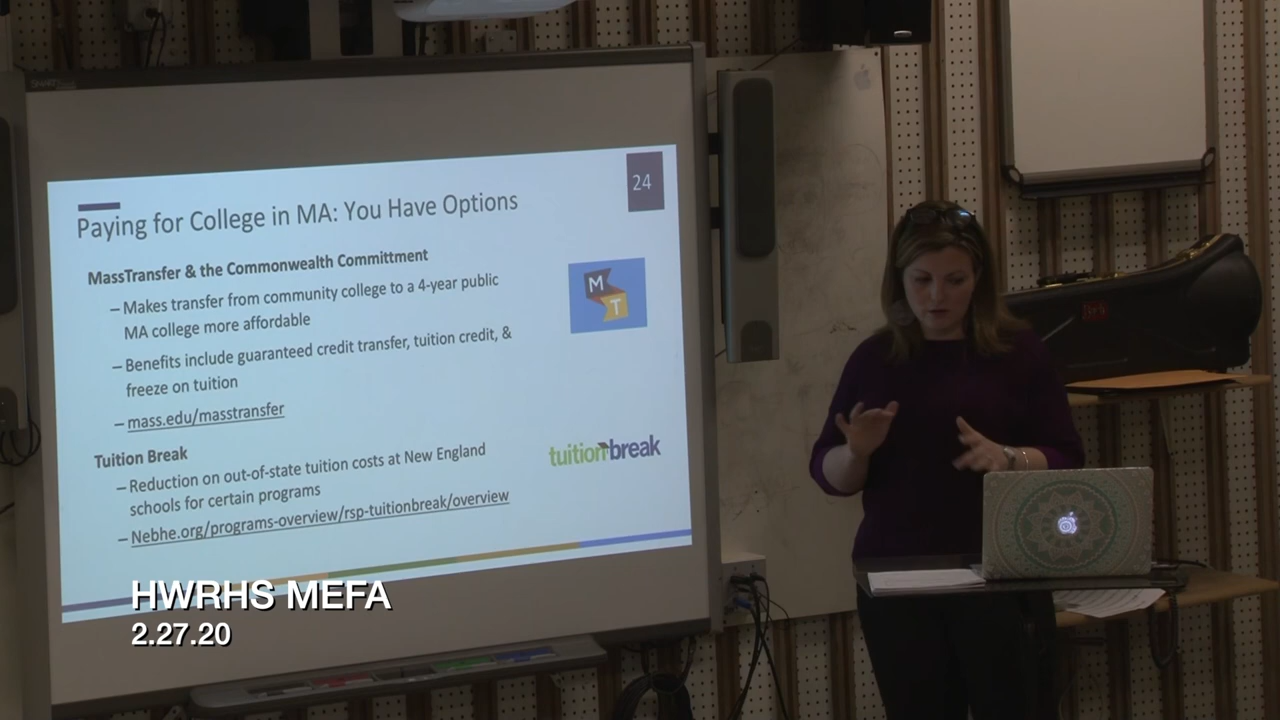 SMART
24
Paying for College in MA: You Have Options
MassTransfer & the Commonwealth Committment
– Makes transfer from community college to a 4-year public
MA college more affordable
– Benefits include guaranteed credit transfer, tuition credit, &
freeze on tuition
– mass.edu/masstransfer
M
T
Tuition Break
– Reduction on out-of-state tuition costs at New England
schools for certain programs
– Nebhe.org/programs-overview/rsp-tuitionbreak/overview
tuition break
HWRHS MEFA
2.27.20